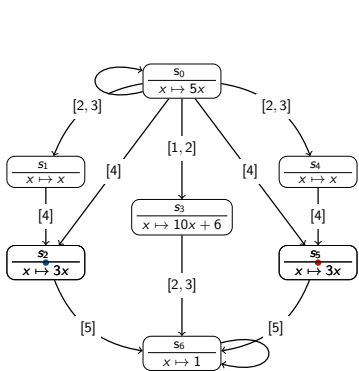 s₀
x ↦ 5x
[2, 3]
[2, 3]
[1, 2]
[4]
[4]
s₁
x ↦ x
s₄
x ↦ x
s₃
x ↦ 10x + 6
[4]
[4]
s₂
x ↦ 3x
s₅
x ↦ 3x
[2, 3]
[5]
[5]
s₆
x ↦ 1